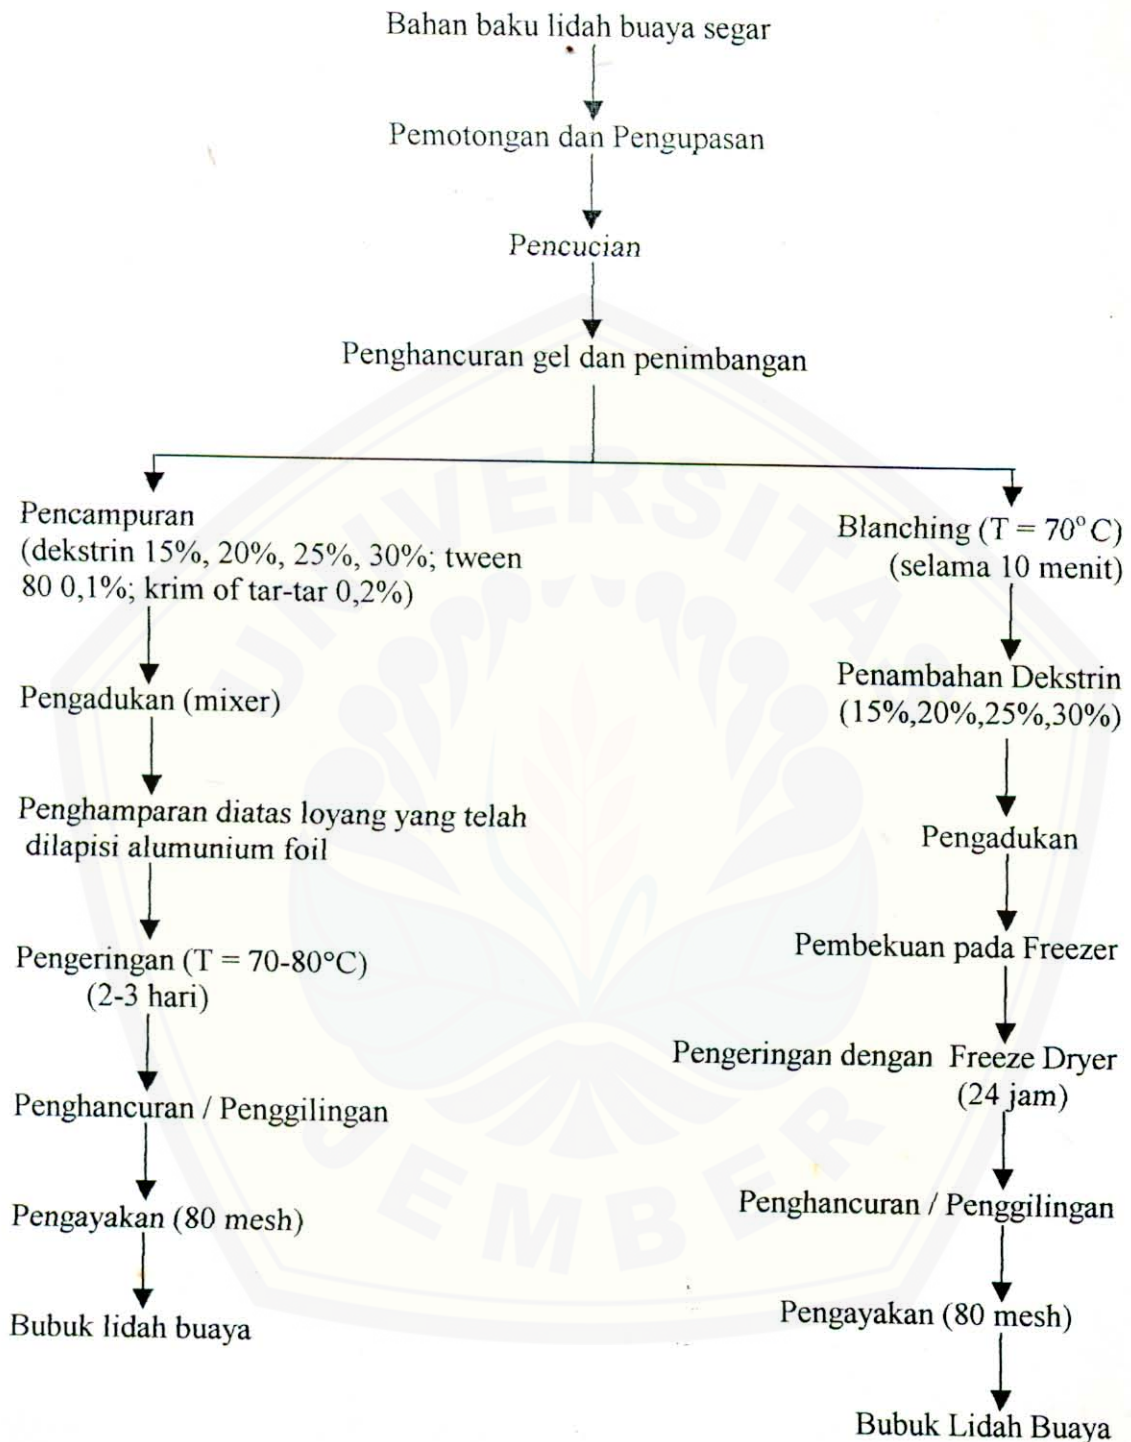 Bahan baku lidah buaya segar
Pemotongan dan Pengupasan
Pencucian
Penghancuran gel dan penimbangan
Pencampuran
(dekstrin 15%, 20%, 25%, 30%; tween
80 0,1%; krim of tar-tar 0,2%)
Pengadukan (mixer)
Penghamparan diatas loyang yang telah
dilapisi alumunium foil
Pengeringan (T = 70-80°C)
(2-3 hari)
Penghancuran / Penggilingan
Pengayakan (80 mesh)
Bubuk lidah buaya
Blanching (T = 70°C)
(selama 10 menit)
Penambahan Dekstrin
(15%,20%,25%,30%)
Pengadukan
Pembekuan pada Freezer
Pengeringan dengan Freeze Dryer
(24 jam)
Penghancuran / Penggilingan
Pengayakan (80 mesh)
Bubuk Lidah Buaya
UNIVERSITAS
JEMBER